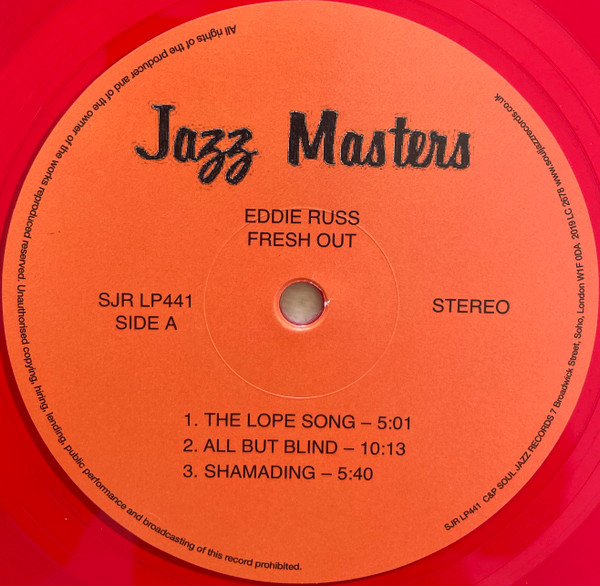 Jazz Masters
EDDIE RUSS
FRESH OUT
SJR LP441
SIDE A
STEREO
1. THE LOPE SONG – 5:01
2. ALL BUT BLIND – 10:13
3. SHAMADING – 5:40
All rights of the producer and of the owner of the works reproduced reserved. Unauthorised copying, hiring, lending, public performance and broadcasting of this record prohibited.
SJR LP441 C&P SOUL JAZZ RECORDS 7 Broadwick Street, Soho, London W1F 0DA 2019 LC 2678 www.souljazzrecords.co.uk